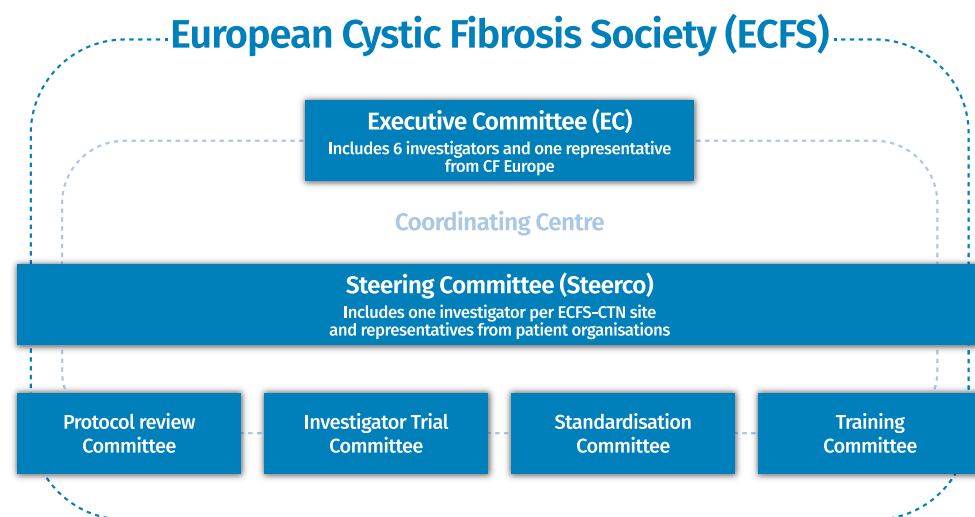 European Cystic Fibrosis Society (ECFS)
Executive Committee (EC)
Includes 6 investigators and one representative
from CF Europe
Coordinating Centre
Steering Committee (Steerco)
Includes one investigator per ECFS-CTN site
and representatives from patient organisations
Protocol review
Committee
Investigator Trial
Committee
Standardisation
Committee
Training
Committee